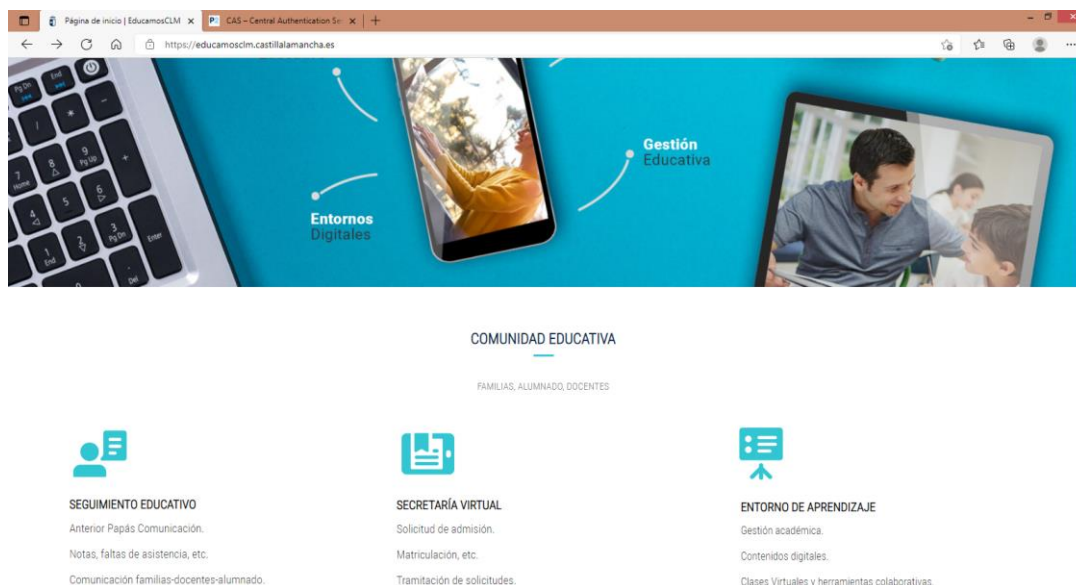 Página de inicio | EducamosCLM
CAS – Central Authentication Se
https://educamosclm.castillalamancha.es
Gestión
Educativa
Entornos
Digitales
COMUNIDAD EDUCATIVA
FAMILIAS, ALUMNADO, DOCENTES
SEGUIMIENTO EDUCATIVO
Anterior Papás Comunicación.
Notas, faltas de asistencia, etc.
Comunicación familias-docentes-alumnado.
SECRETARÍA VIRTUAL
Solicitud de admisión.
Matriculación, etc.
Tramitación de solicitudes.
ENTORNO DE APRENDIZAJE
Gestión académica.
Contenidos digitales.
Clases Virtuales y herramientas colaborativas.